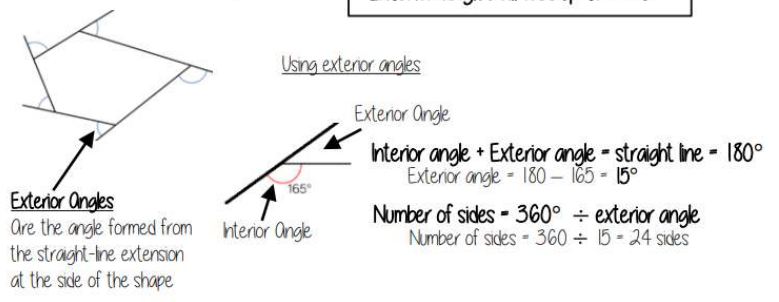 Using exterior angles
Exterior Angle
Interior angle + Exterior angle = straight line = 180°
Exterior angle = 180 – 165 = 15°
165°
Interior Angle
Number of sides = 360° ÷ exterior angle
Number of sides = 360 ÷ 15 = 24 sides
Exterior Angles
Are the angle formed from
the straight-line extension
at the side of the shape